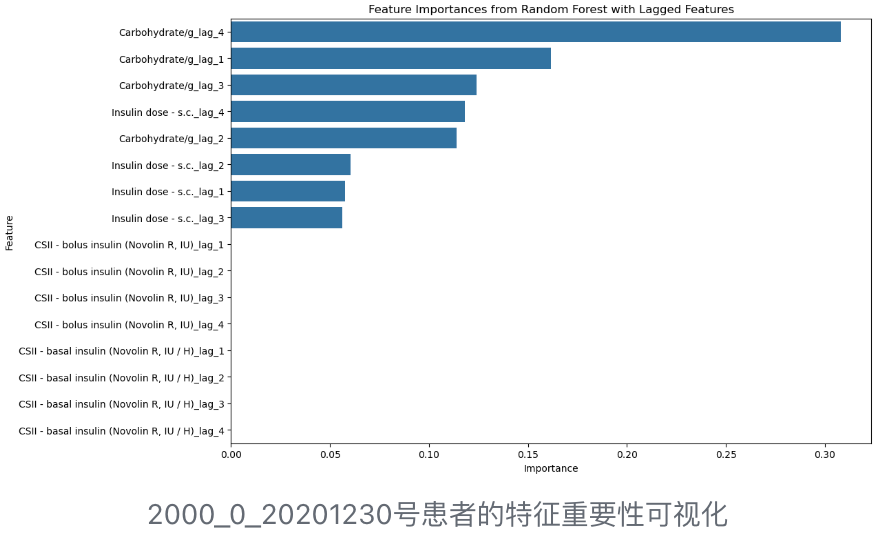 Feature Importances from Random Forest with Lagged Features
Carbohydrate/g_lag_4
Carbohydrate/g_lag_1
Carbohydrate/g_lag_3
Insulin dose - s.c._lag_4
Carbohydrate/g_lag_2
Insulin dose - s.c._lag_2
Insulin dose - s.c._lag_1
Insulin dose - s.c._lag_3
CSII - bolus insulin (Novolin R, IU)_lag_1
CSII - bolus insulin (Novolin R, IU)_lag_2
CSII - bolus insulin (Novolin R, IU)_lag_3
CSII - bolus insulin (Novolin R, IU)_lag_4
CSII - basal insulin (Novolin R, IU / H)_lag_1
CSII - basal insulin (Novolin R, IU / H)_lag_2
CSII - basal insulin (Novolin R, IU / H)_lag_3
CSII - basal insulin (Novolin R, IU / H)_lag_4
Feature
0.00 0.05 0.10 0.15 0.20 0.25 0.30
Importance
2000_0_20201230号患者的特征重要性可视化